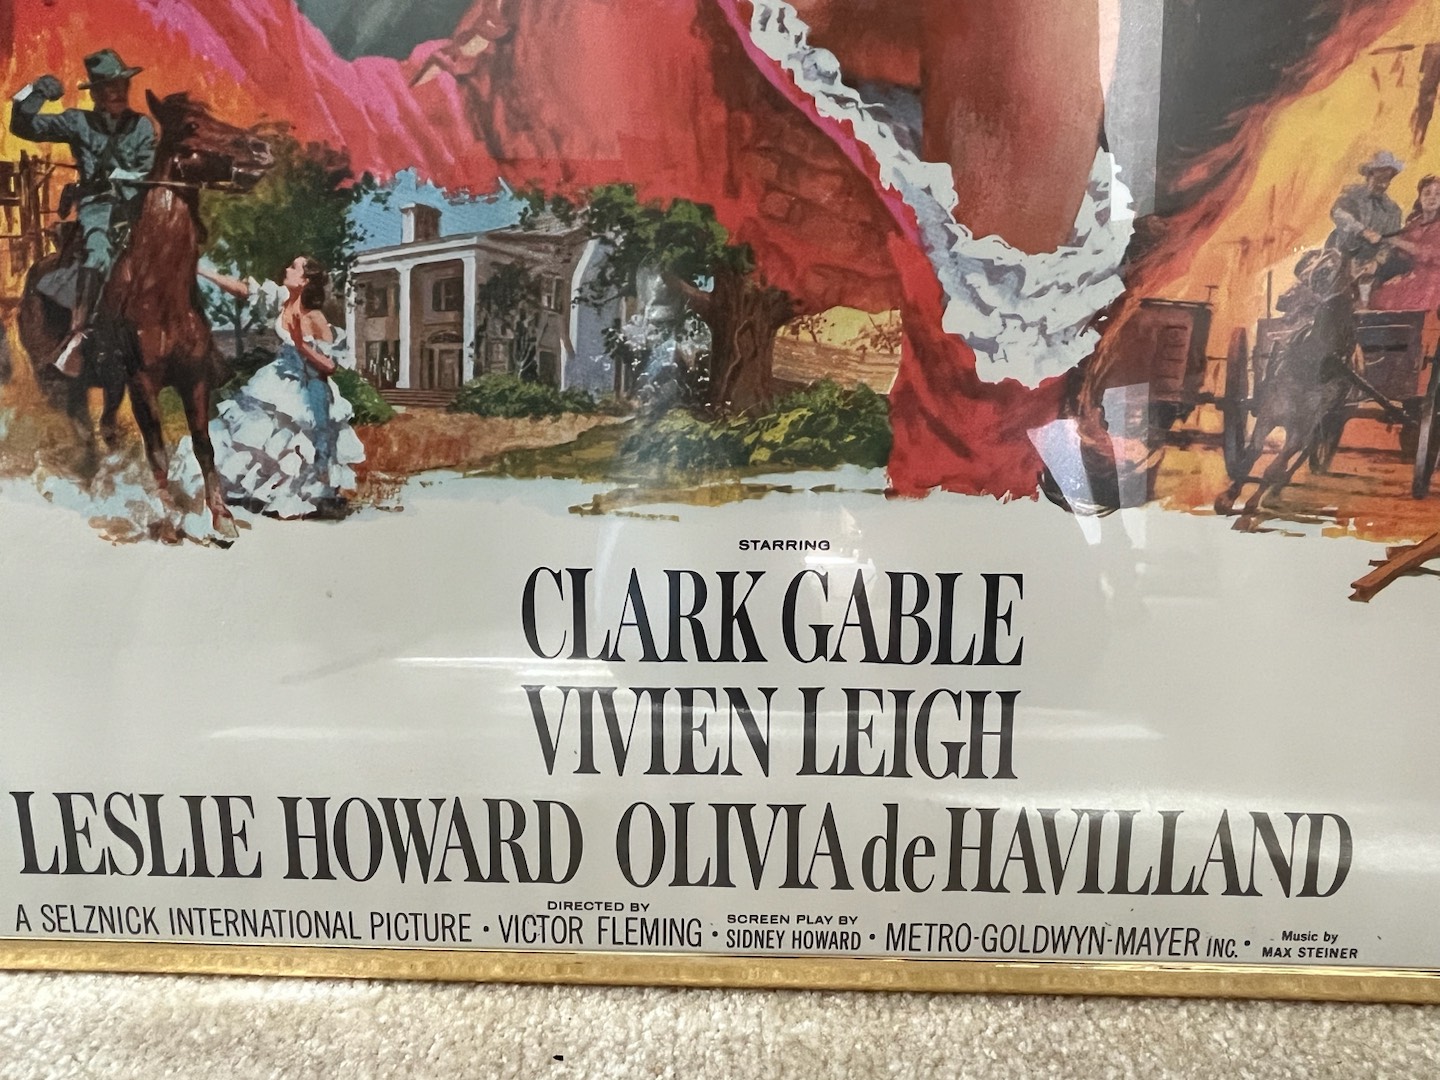 STARRING
CLARK GABLE
VIVIEN LEIGH
LESLIE HOWARD OLIVIA de HAVILLAND
A SELZNICK INTERNATIONAL PICTURE • DIRECTED BY VICTOR FLEMING • SCREEN PLAY BY SIDNEY HOWARD • METRO-GOLDWYN-MAYER INC. • Music by MAX STEINER